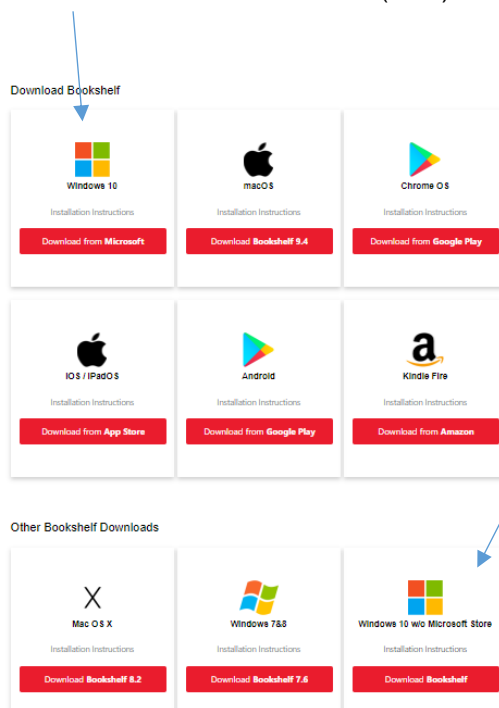 Download Bookshelf
Windows 10
macOS
Chrome OS
Installation Instructions
Installation Instructions
Installation Instructions
Download from Microsoft
Download Bookshelf 9.4
Download from Google Play
iOS / iPadOS
Android
Kindle Fire
Installation Instructions
Installation Instructions
Installation Instructions
Download from App Store
Download from Google Play
Download from Amazon
Other Bookshelf Downloads
Mac OS X
Windows 7&8
Windows 10 w/o Microsoft Store
Installation Instructions
Installation Instructions
Installation Instructions
Download Bookshelf 8.2
Download Bookshelf 7.6
Download Bookshelf